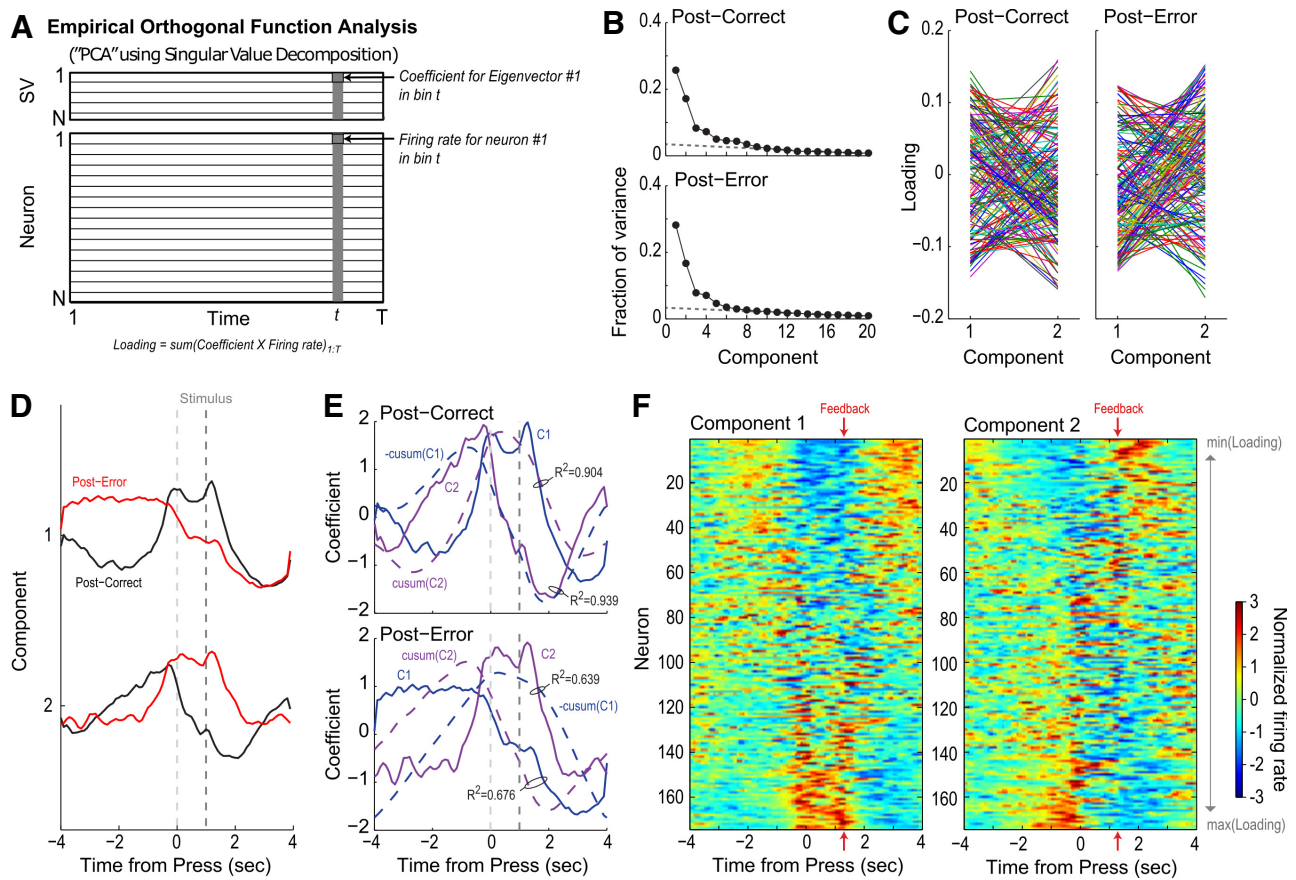 A
Empirical Orthogonal Function Analysis
("PCA" using Singular Value Decomposition)
SV
1
N
Coefficient for Eigenvector #1
in bin t
Neuron
1
N
Firing rate for neuron #1
in bin t
1
Time
t
T
Loading = sum(Coefficient X Firing rate)1:T
B
Post-Correct
0.4
0.2
0
Post-Error
0.4
0.2
0
Fraction of variance
0 4 8 12 16 20
Component
C
Post-Correct
Post-Error
Loading
0.2
0.1
0
-0.1
-0.2
1 2
1 2
Component
Component
D
Stimulus
Post-Error
Post-Correct
Component
1
2
-4 -2 0 2 4
Time from Press (sec)
E
Post-Correct
Coefficient
2
1
0
-1
-2
-cusum(C1)
C1
C2
cusum(C2)
R2=0.904
R2=0.939
-2 0 2 4
Post-Error
Coefficient
2
1
0
-1
-2
cusum(C2)
C2
C1
-cusum(C1)
R2=0.639
R2=0.676
-4 -2 0 2 4
Time from Press (sec)
F
Component 1
Feedback
Component 2
Feedback
Neuron
20
40
60
80
100
120
140
160
20
40
60
80
100
120
140
160
-4 -2 0 2 4
Time from Press (sec)
-4 -2 0 2 4
Time from Press (sec)
min(Loading)
max(Loading)
3
2
1
0
-1
-2
-3
Normalized firing rate